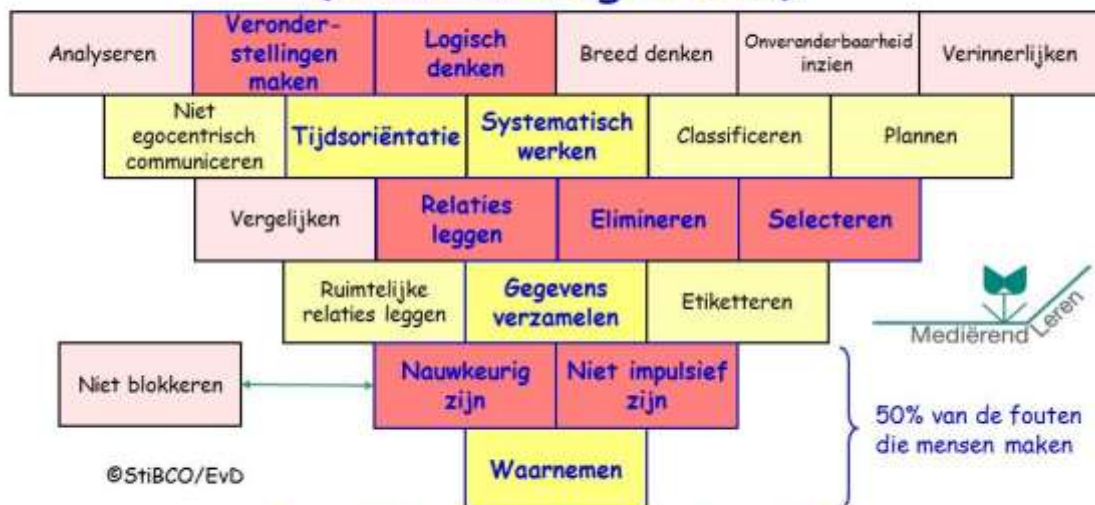 Analyseren
Veronder-
stellingen
maken
Logisch
denken
Breed denken
Onveranderbaarheid
inzien
Verinnerlijken
Niet
egocentrisch
communiceren
Tijdsoriëntatie
Systematisch
werken
Classificeren
Plannen
Vergelijken
Relaties
leggen
Elimineren
Selecteren
Ruimtelijke
relaties leggen
Gegevens
verzamelen
Etiketteren
Mediërend Leren
Niet blokkeren
Nauwkeurig
zijn
Niet impulsief
zijn
50% van de fouten
die mensen maken
©StiBCO/EvD
Waarnemen